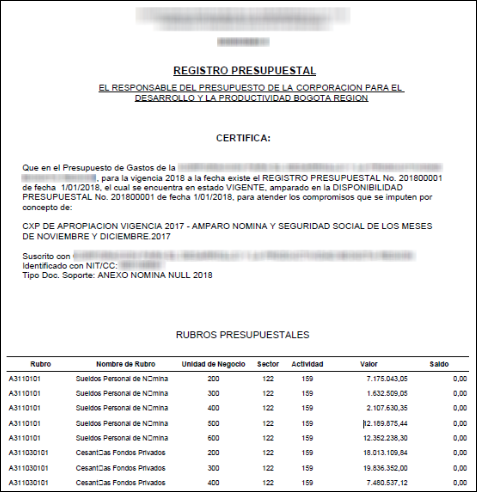 REGISTRO PRESUPUESTAL
EL RESPONSABLE DEL PRESUPUESTO DE LA CORPORACION PARA EL
DESARROLLO Y LA PRODUCTIVIDAD BOGOTA REGION
CERTIFICA:
Que en el Presupuesto de Gastos de la
, para la vigencia 2018 a la fecha existe el REGISTRO PRESUPUESTAL No. 201800001
de fecha 1/01/2018, el cual se encuentra en estado VIGENTE, amparado en la DISPONIBILIDAD
PRESUPUESTAL No. 201800001 de fecha 1/01/2018, para atender los compromisos que se imputen por
concepto de:
CXP DE APROPIACION VIGENCIA 2017 - AMPARO NOMINA Y SEGURIDAD SOCIAL DE LOS MESES
DE NOVIEMBRE Y DICIEMBRE.2017
Suscrito con
Identificado con NIT/CC:
Tipo Doc. Soporte: ANEXO NOMINA NULL 2018
RUBROS PRESUPUESTALES
Rubro Nombre de Rubro Unidad de Negocio Sector Actividad Valor Saldo
A3110101 Sueldos Personal de N□mina 200 122 159 7.175.043,05 0,00
A3110101 Sueldos Personal de N□mina 300 122 159 1.632.509,05 0,00
A3110101 Sueldos Personal de N□mina 400 122 159 2.107.630,35 0,00
A3110101 Sueldos Personal de N□mina 500 122 159 12.189.875,44 0,00
A3110101 Sueldos Personal de N□mina 600 122 159 12.352.238,30 0,00
A311030101 Cesant□as Fondos Privados 200 122 159 18.013.109,84 0,00
A311030101 Cesant□as Fondos Privados 300 122 159 19.836.352,00 0,00
A311030101 Cesant□as Fondos Privados 400 122 159 7.480.537,12 0,00